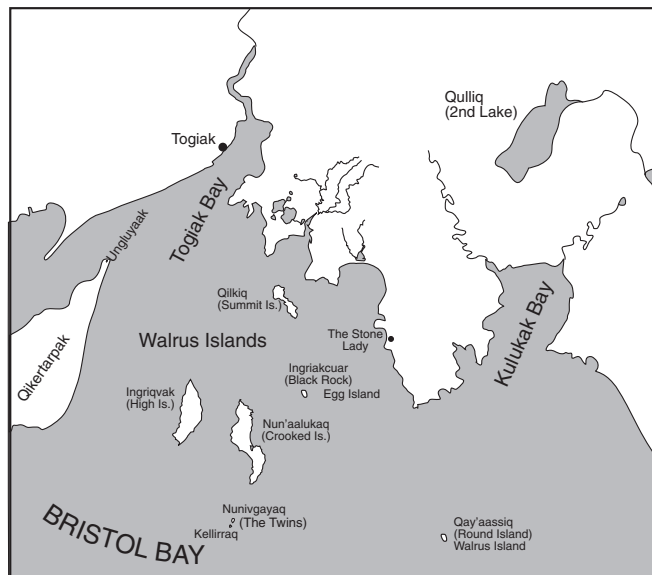 Qulliq
(2nd Lake)
Togiak
Togiak Bay
Ungluyaak
Qilkiq
(Summit Is.)
Kulukak Bay
The Stone
Lady
Walrus Islands
Qikertarpak
Ingriakcuar
(Black Rock)
Egg Island
Ingriqvak
(High Is.)
Nun'aalukaq
(Crooked Is.)
Nunivgayaq
(The Twins)
Kellirraq
Qay'aassiq
(Round Island)
Walrus Island
BRISTOL BAY